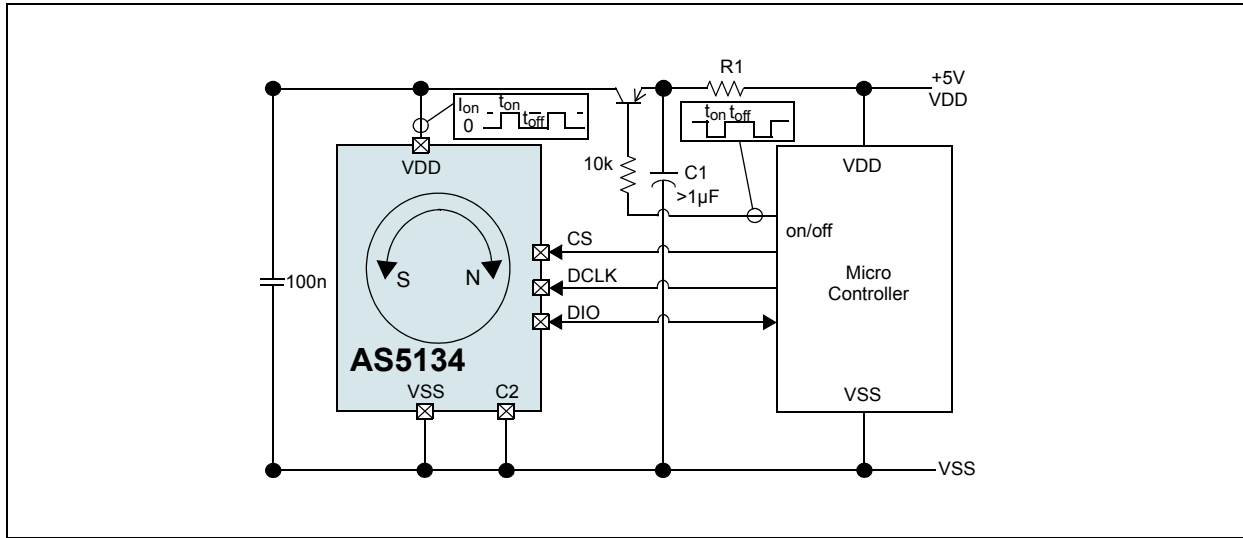 R1
+5V
VDD
Ion
0
ton
toff
ton toff
VDD
10k
C1
>1µF
VDD
on/off
CS
Micro
Controller
100n
S
N
DCLK
DIO
AS5134
VSS
C2
VSS
VSS